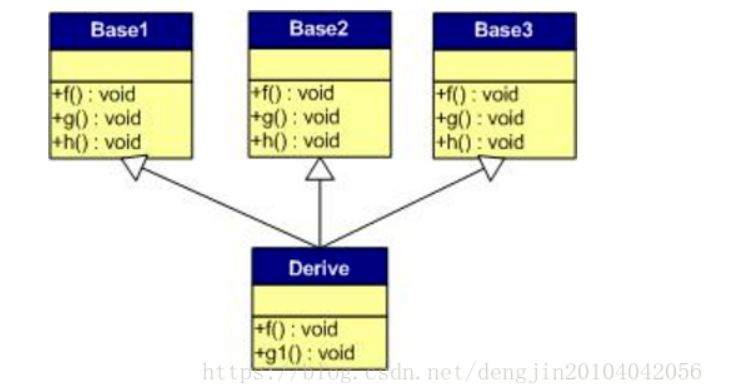 Base1
+f() : void
+g() : void
+h() : void
Base2
+f() : void
+g() : void
+h() : void
Base3
+f() : void
+g() : void
+h() : void
Derive
+f() : void
+g1() : void
https://blog.csdn.net/dengjin20104042056